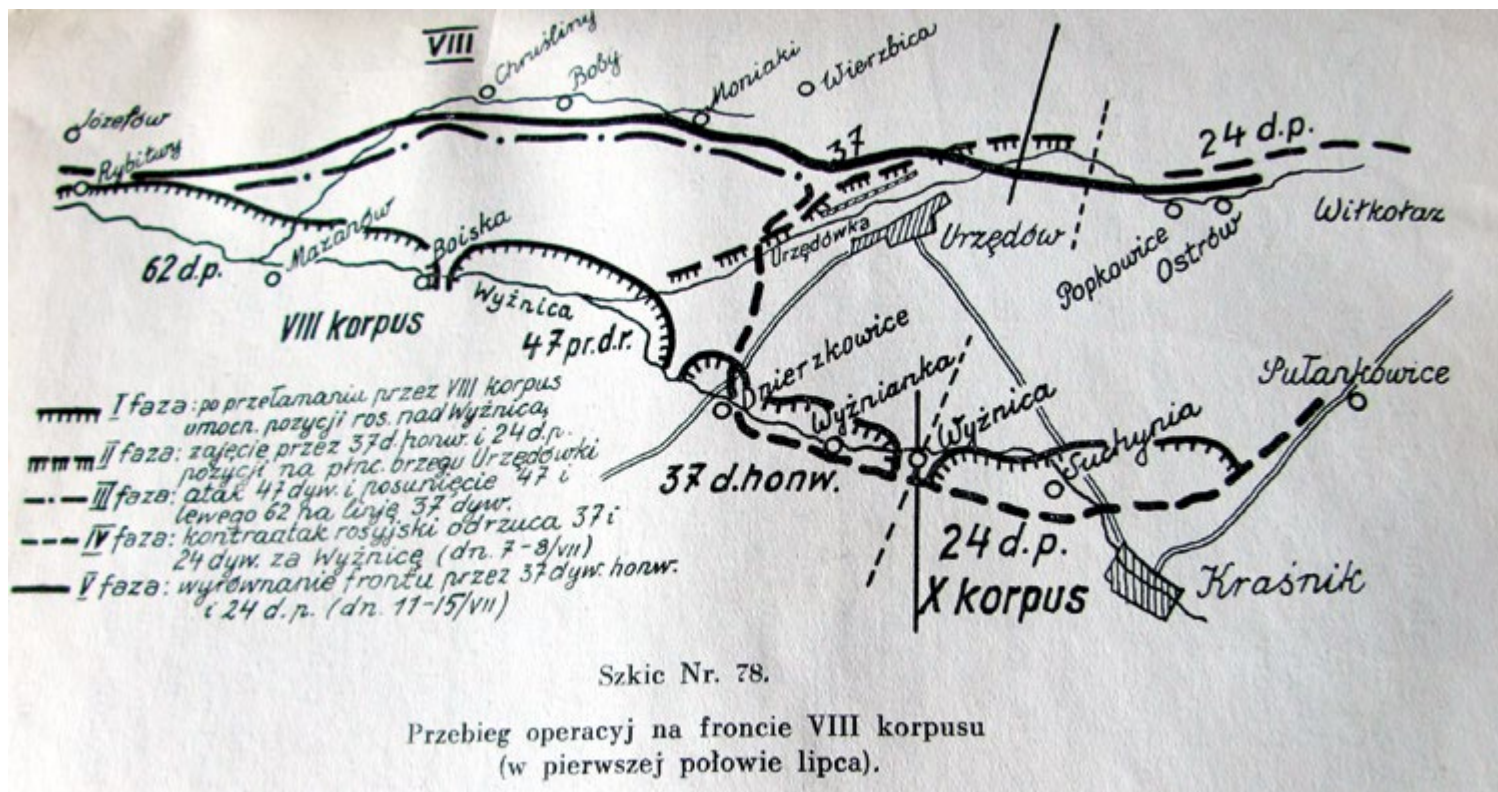 VIII
Chruśliny
Boby
Moniaki
Wierzbica
Józefów
Rybitwy
37
24 d.p.
Wiłkołaz
Mazanów
Boiska
62 d.p.
Urzędówka
Urzędów
Popkowice
Ostrów
Wyżnica
VIII korpus
47 pr.d.r.
Wyżnianka
Wyżnica
Suchynia
Pułankowice
37 d.honw.
24 d.p.
X korpus
Kraśnik
I faza: po przełamaniu przez VIII korpus
umocn. pozycji ros. nad Wyżnicą,
II faza: zajęcie przez 37 d. honw. i 24 d.p.
pozycji na płnc. brzegu Urzędówki
III faza: atak 47 dyw. i posunięcie 47 i
lewego 62 na linję 37 dyw.
IV faza: kontratak rosyjski odrzuca 37 i
24 dyw. za Wyżnicę (dn. 7-8/VII)
V faza: wyrównanie frontu przez 37 dyw. honw.
i 24 d.p. (dn. 11-15/VII)
Szkic Nr. 78.
Przebieg operacyj na froncie VIII korpusu
(w pierwszej połowie lipca).